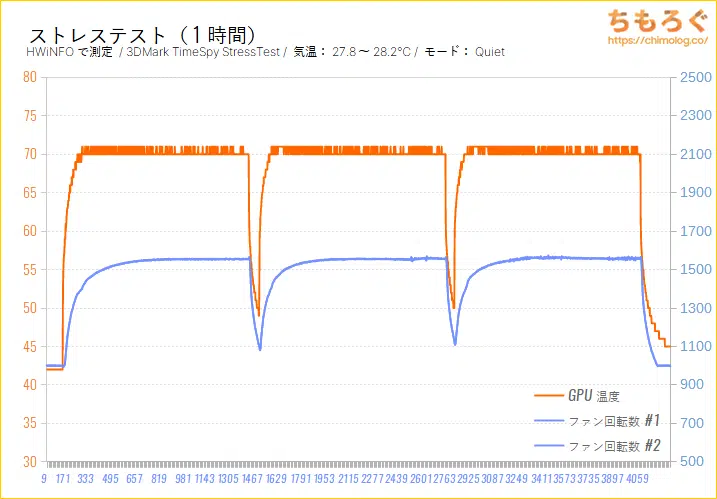 ストレステスト（１時間）
ちもろぐ
https://chimolog.co/
HWiNFO で測定 / 3DMark TimeSpy StressTest / 気温： 27.8 ～ 28.2℃ / モード： Quiet
80 2500
75 2300
70 2100
65 1900
60 1700
55 1500
50 1300
45 1100
40 900
35 700
30 500
GPU 温度
ファン回転数 #1
ファン回転数 #2
9 171 333 495 657 819 981 1143 1305 1467 1629 1791 1953 2115 2277 2439 2601 2763 2925 3087 3249 3411 3573 3735 3897 4059